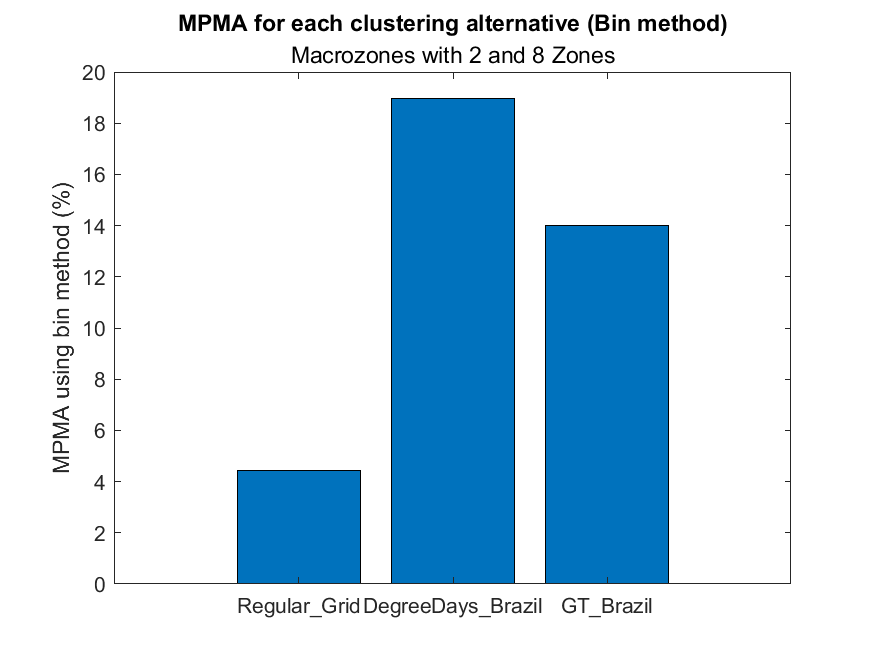 MPMA for each clustering alternative (Bin method)
Macrozones with 2 and 8 Zones
MPMA using bin method (%)
20
18
16
14
12
10
8
6
4
2
0
Regular_Grid DegreeDays_Brazil GT_Brazil